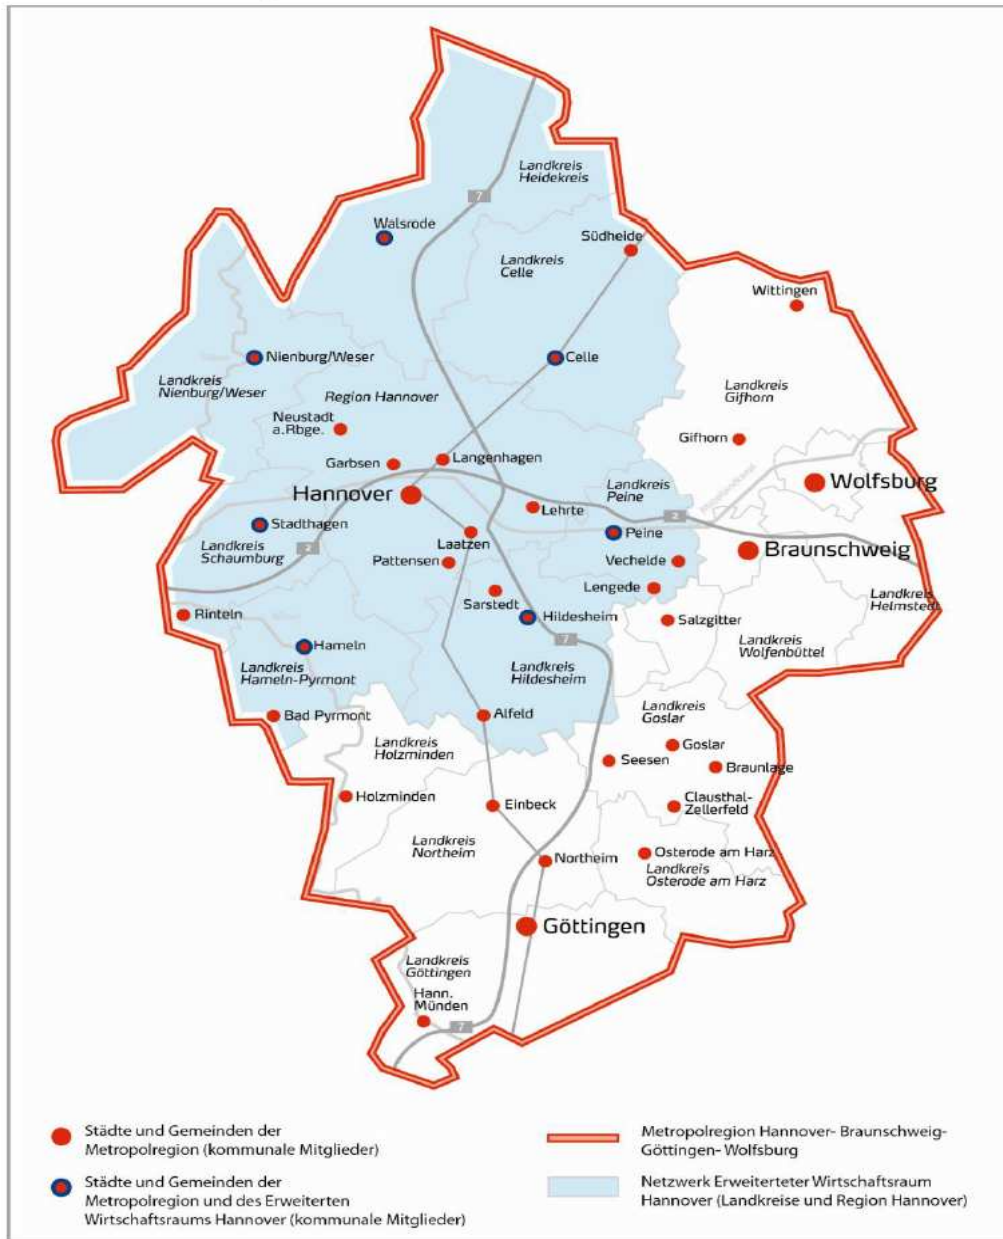 Landkreis
Heidekreis
7
Walsrode
Südheide
Landkreis
Celle
Wittingen
Nienburg/Weser
Celle
Landkreis
Nienburg/Weser
Landkreis
Gifhorn
Region Hannover
Neustadt
a.Rbge.
Gifhorn
Garbsen
Langenhagen
Hannover
Landkreis
Peine
Wolfsburg
Lehrte
Stadthagen
2
Peine
Landkreis
Schaumburg
2
Laatzen
Braunschweig
Pattensen
Vechelde
Lengede
Landkreis
Helmstedt
Sarstedt
Rinteln
Hildesheim
Salzgitter
7
Landkreis
Wolfenbüttel
Hameln
Landkreis
Hameln-Pyrmont
Landkreis
Hildesheim
Bad Pyrmont
Alfeld
Landkreis
Goslar
Landkreis
Holzminden
Goslar
Seesen
Braunlage
Holzminden
Einbeck
Clausthal-
Zellerfeld
Landkreis
Northeim
Northeim
Osterode am Harz
Landkreis
Osterode am Harz
Göttingen
Landkreis
Göttingen
Hann.
Münden
7
Städte und Gemeinden der
Metropolregion (kommunale Mitglieder)
Städte und Gemeinden der
Metropolregion und des Erweiterten
Wirtschaftsraums Hannover (kommunale Mitglieder)
Metropolregion Hannover- Braunschweig-
Göttingen- Wolfsburg
Netzwerk Erweiterteter Wirtschaftsraum
Hannover (Landkreise und Region Hannover)